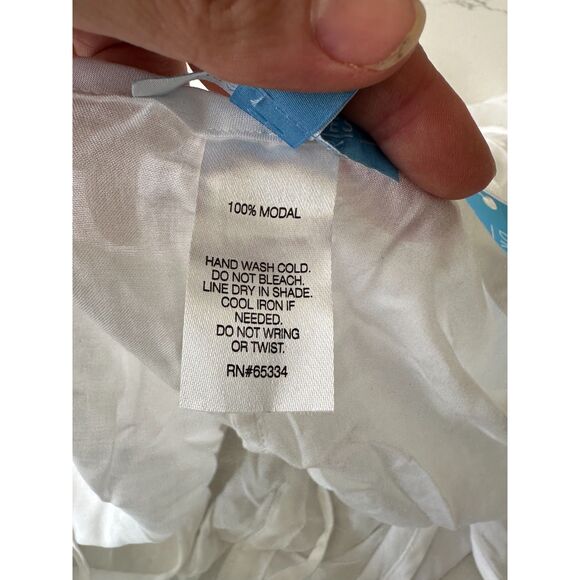 100% MODAL
HAND WASH COLD.
DO NOT BLEACH.
LINE DRY IN SHADE.
COOL IRON IF
NEEDED.
DO NOT WRING
OR TWIST.
RN#65334